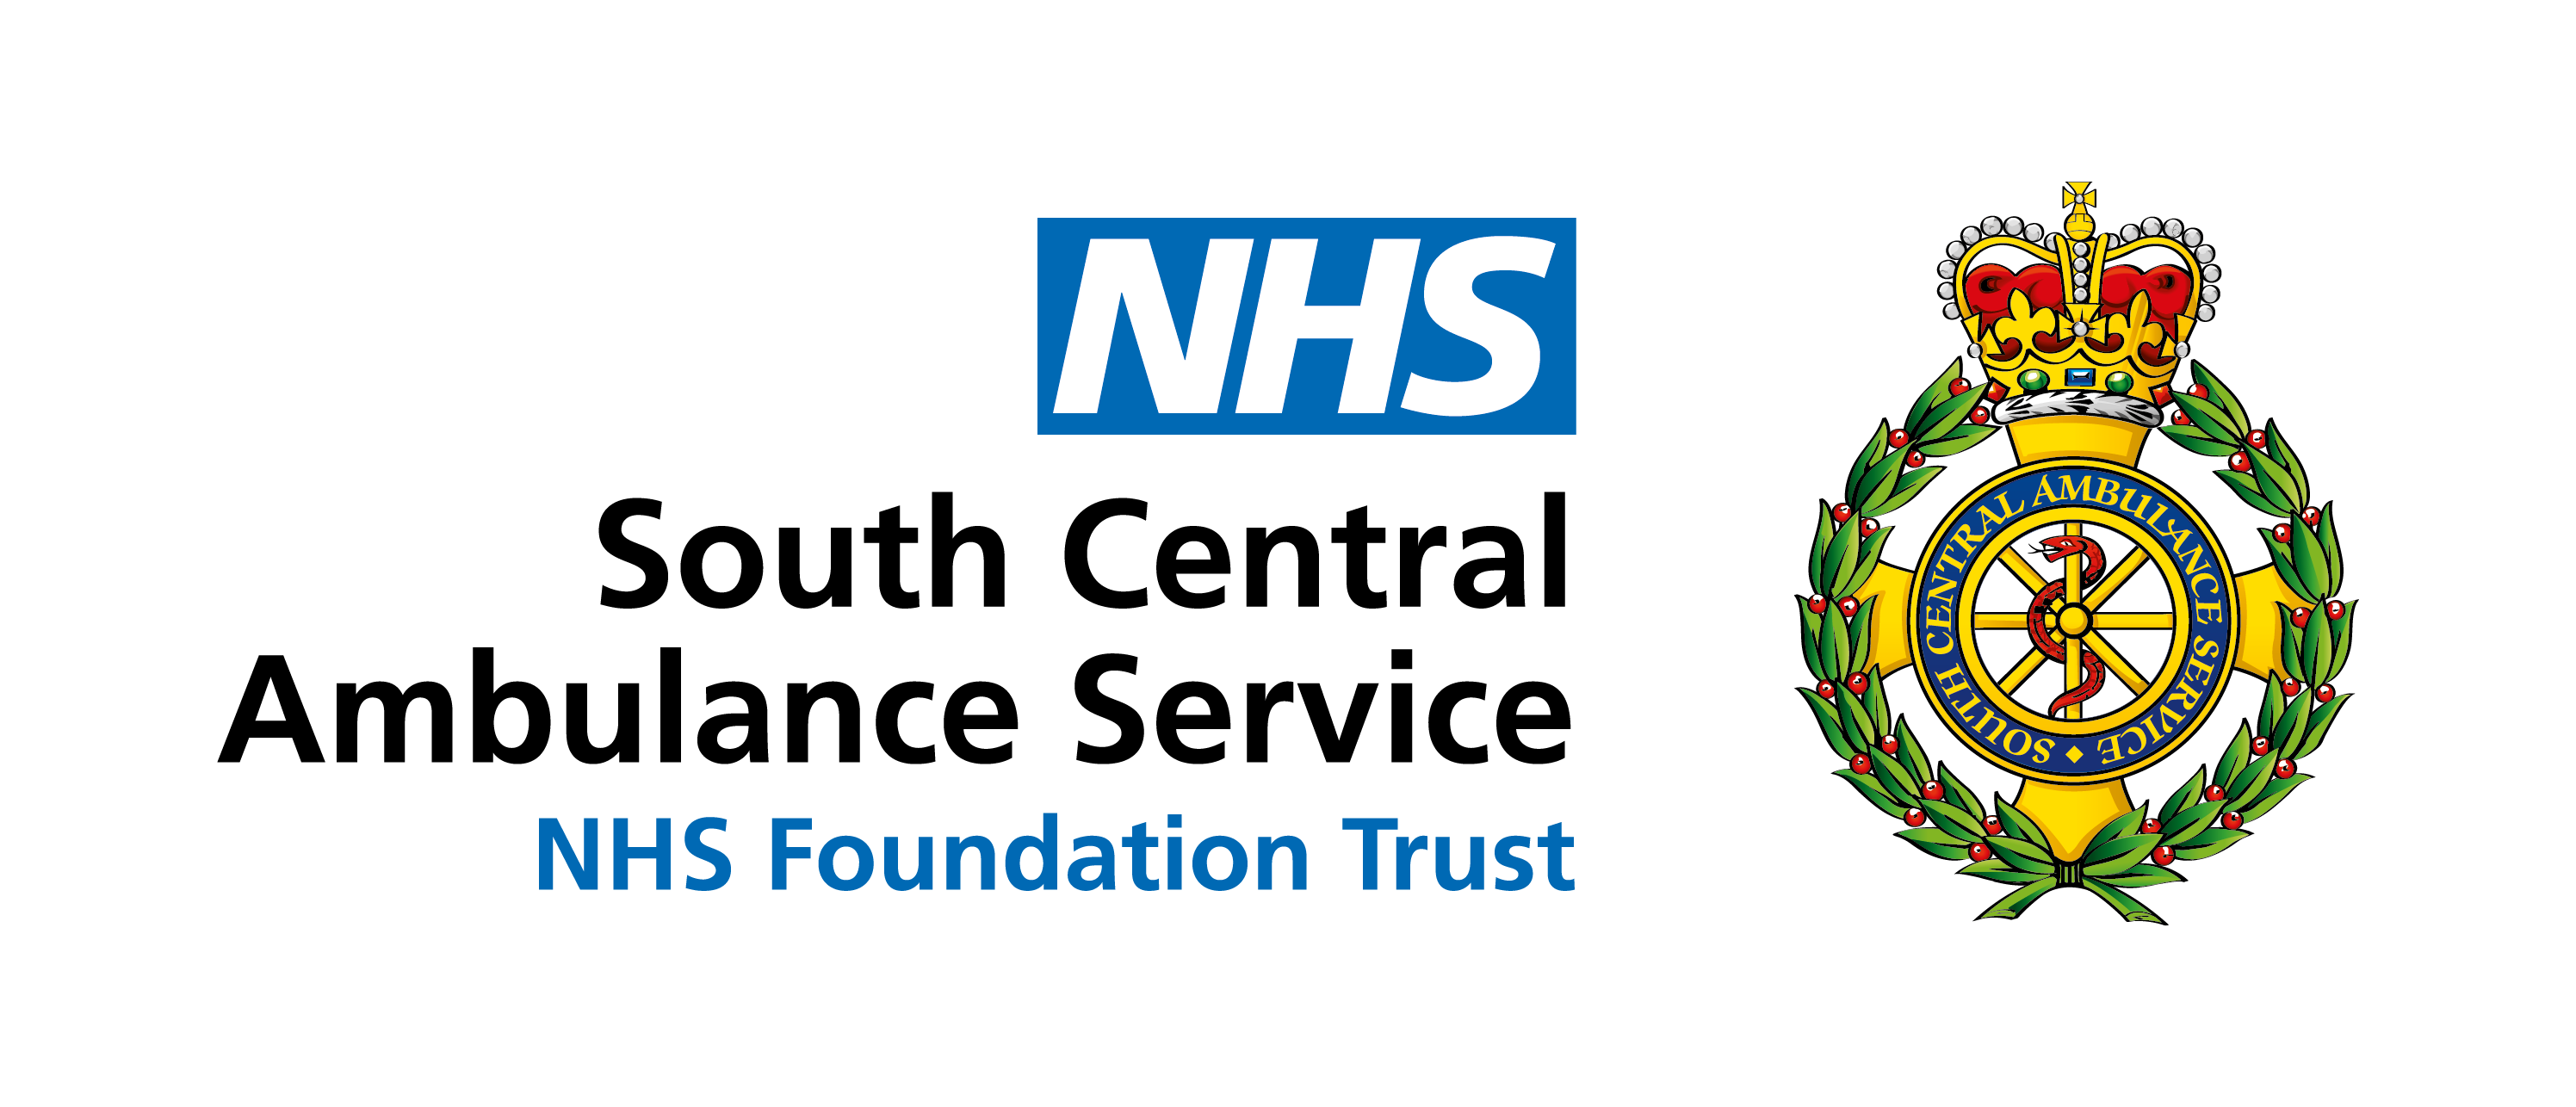 NHS
South Central
Ambulance Service
NHS Foundation Trust
SOUTH CENTRAL AMBULANCE SERVICE